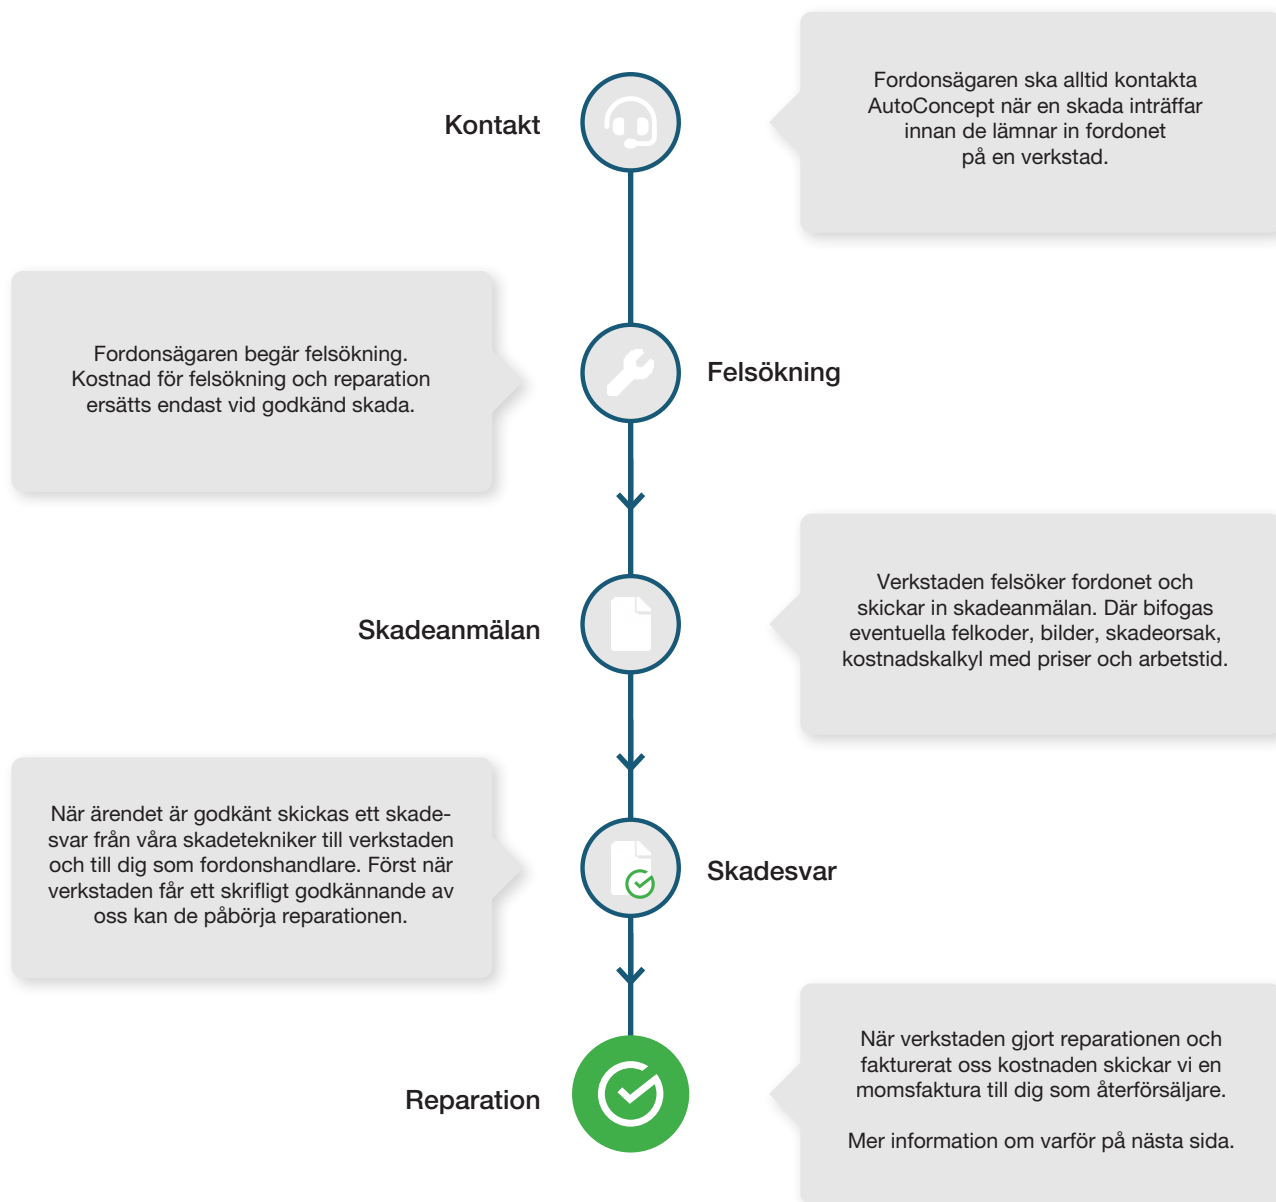 Kontakt
Fordonsägaren ska alltid kontakta
AutoConcept när en skada inträffar
innan de lämnar in fordonet
på en verkstad.
Fordonsägaren begär felsökning.
Kostnad för felsökning och reparation
ersätts endast vid godkänd skada.
Felsökning
Skadeanmälan
Verkstaden felsöker fordonet och
skickar in skadeanmälan. Där bifogas
eventuella felkoder, bilder, skadeorsak,
kostnadskalkyl med priser och arbetstid.
När ärendet är godkänt skickas ett skade-
svar från våra skadetekniker till verkstaden
och till dig som fordonshandlare. Först när
verkstaden får ett skrifligt godkännande av
oss kan de påbörja reparationen.
Skadesvar
Reparation
När verkstaden gjort reparationen och
fakturerat oss kostnaden skickar vi en
momsfaktura till dig som återförsäljare.
Mer information om varför på nästa sida.